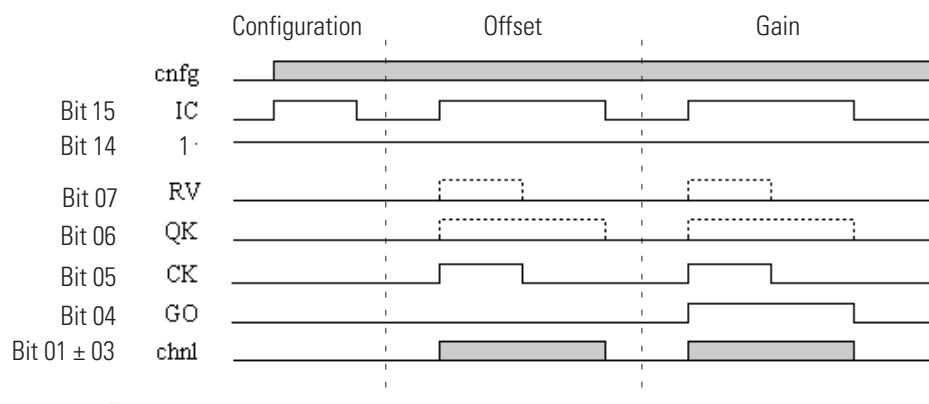 Configuration Offset Gain
cnfg
Bit 15 IC
Bit 14 1
Bit 07 RV
Bit 06 QK
Bit 05 CK
Bit 04 GO
Bit 01 ± 03 chnl